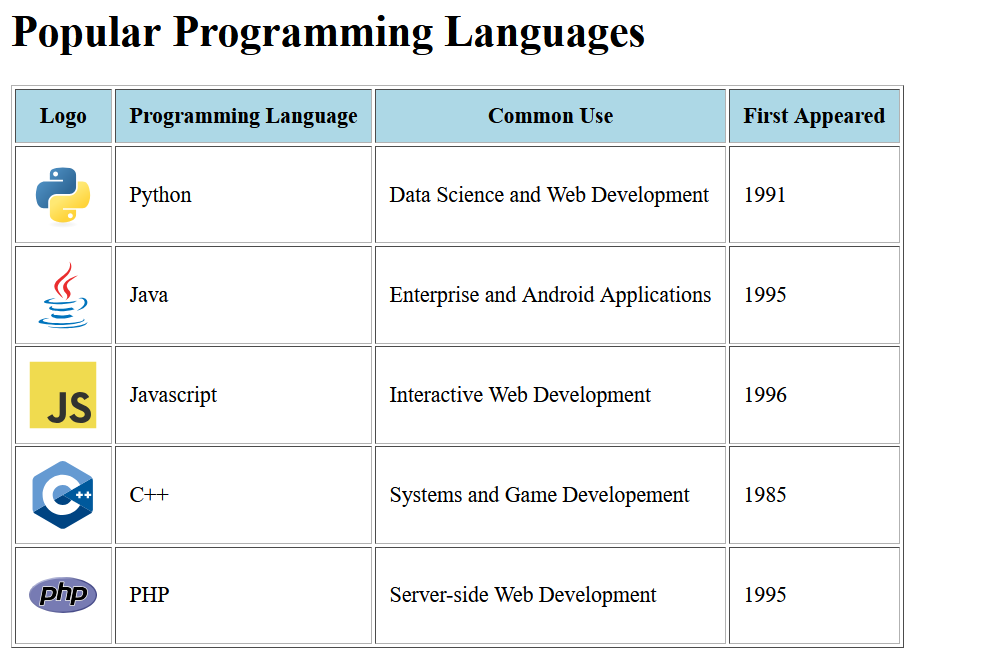 Popular Programming Languages
Logo Programming Language Common Use First Appeared
Python Data Science and Web Development 1991
Java Enterprise and Android Applications 1995
JS Javascript Interactive Web Development 1996
C++ C++ Systems and Game Developement 1985
php PHP Server-side Web Development 1995